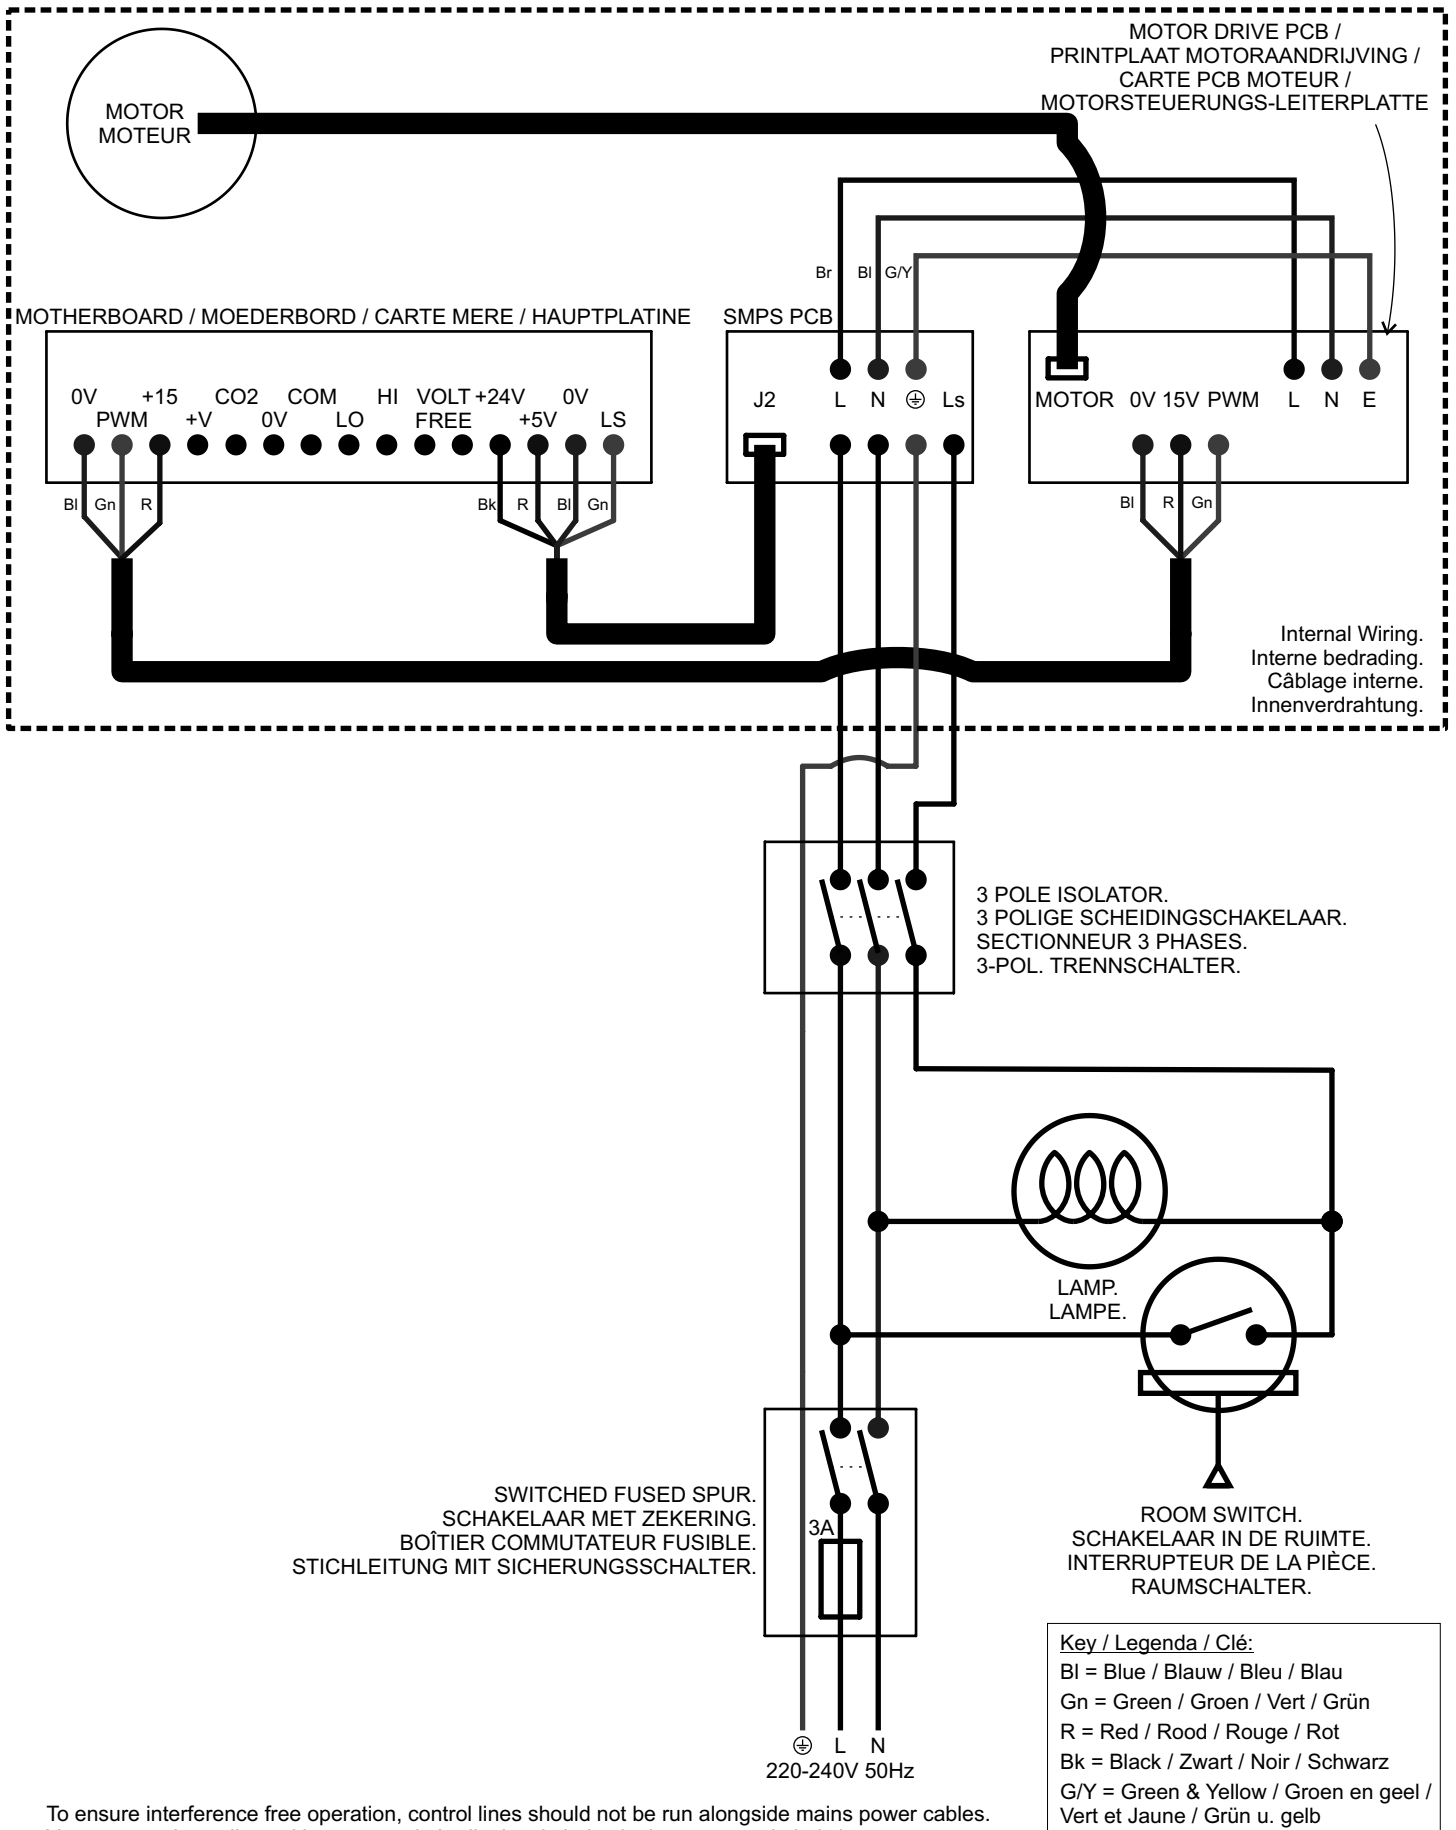 MOTOR DRIVE PCB /
PRINTPLAAT MOTORAANDRIJVING /
CARTE PCB MOTEUR /
MOTORSTEUERUNGS-LEITERPLATTE
MOTOR
MOTEUR
Br Bl G/Y
MOTHERBOARD / MOEDERBORD / CARTE MERE / HAUPTPLATINE
SMPS PCB
0V +15 CO2 COM HI VOLT +24V 0V
PWM +V 0V LO FREE +5V LS
J2 L N Ls
MOTOR 0V 15V PWM L N E
Bl Gn R
Bk R Bl Gn
Bl R Gn
Internal Wiring.
Interne bedrading.
Câblage interne.
Innenverdrahtung.
3 POLE ISOLATOR.
3 POLIGE SCHEIDINGSCHAKELAAR.
SECTIONNEUR 3 PHASES.
3-POL. TRENNSCHALTER.
LAMP.
LAMPE.
SWITCHED FUSED SPUR.
SCHAKELAAR MET ZEKERING.
BOÎTIER COMMUTATEUR FUSIBLE.
STICHLEITUNG MIT SICHERUNGSSCHALTER.
3A
ROOM SWITCH.
SCHAKELAAR IN DE RUIMTE.
INTERRUPTEUR DE LA PIÈCE.
RAUMSCHALTER.
L N
220-240V 50Hz
Key / Legenda / Clé:
Bl = Blue / Blauw / Bleu / Blau
Gn = Green / Groen / Vert / Grün
R = Red / Rood / Rouge / Rot
Bk = Black / Zwart / Noir / Schwarz
G/Y = Green & Yellow / Groen en geel /
Vert et Jaune / Grün u. gelb
To ensure interference free operation, control lines should not be run alongside mains power cables.